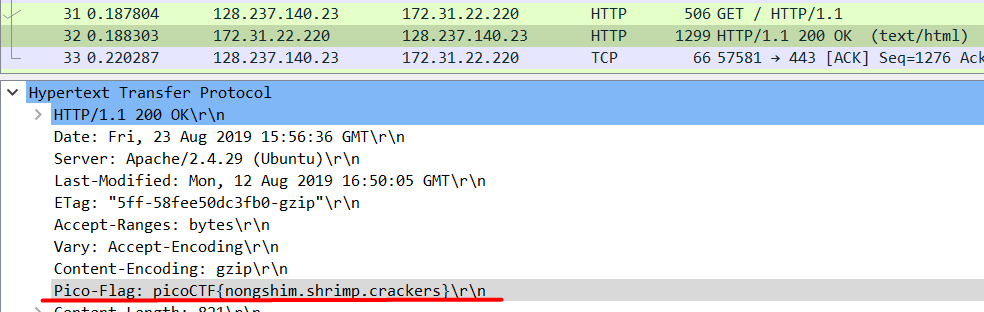 31 0.187804 128.237.140.23 172.31.22.220 HTTP 506 GET / HTTP/1.1
32 0.188303 172.31.22.220 128.237.140.23 HTTP 1299 HTTP/1.1 200 OK (text/html)
33 0.220287 128.237.140.23 172.31.22.220 TCP 66 57581 → 443 [ACK] Seq=1276 Ack
Hypertext Transfer Protocol
HTTP/1.1 200 OK\r\n
Date: Fri, 23 Aug 2019 15:56:36 GMT\r\n
Server: Apache/2.4.29 (Ubuntu)\r\n
Last-Modified: Mon, 12 Aug 2019 16:50:05 GMT\r\n
ETag: "5ff-58fee50dc3fb0-gzip"\r\n
Accept-Ranges: bytes\r\n
Vary: Accept-Encoding\r\n
Content-Encoding: gzip\r\n
Pico-Flag: picoCTF{nongshim.shrimp.crackers}\r\n
Content-Length: 821\r\n